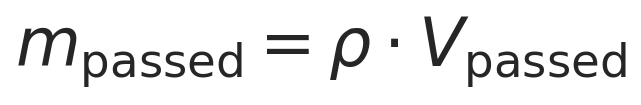 m_passed = ρ · V_passed